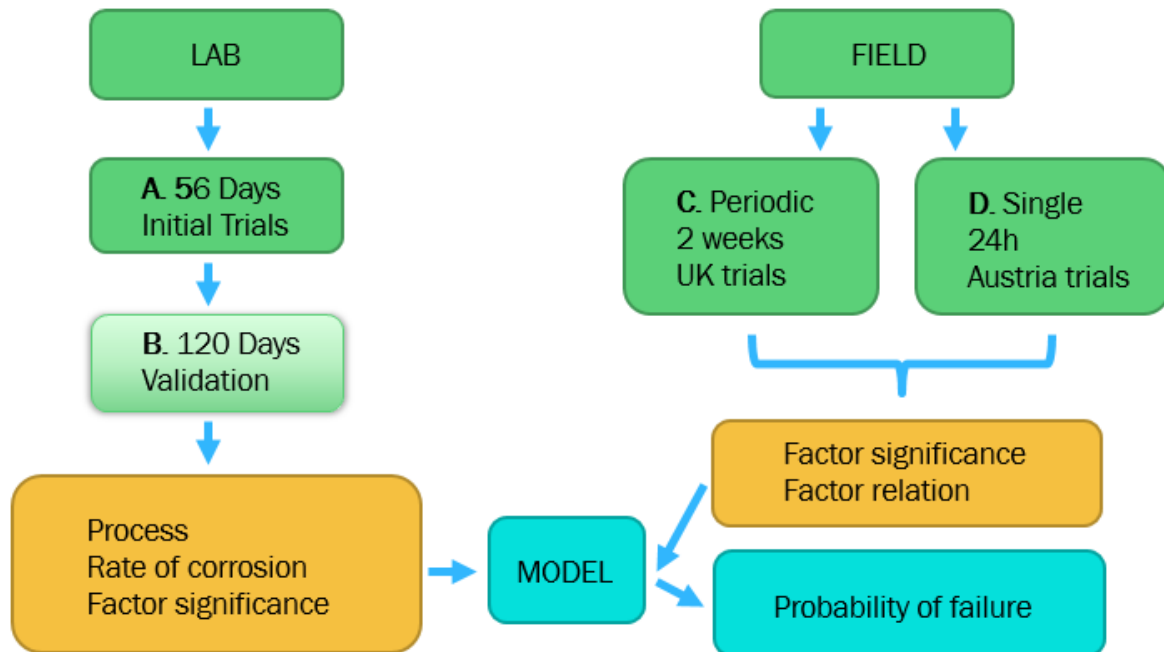 LAB
A. 56 Days
Initial Trials
B. 120 Days
Validation
Process
Rate of corrosion
Factor significance
FIELD
C. Periodic
2 weeks
UK trials
D. Single
24h
Austria trials
Factor significance
Factor relation
MODEL
Probability of failure